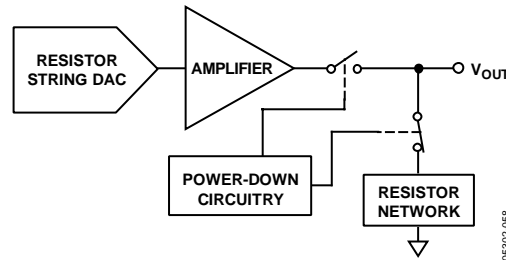 RESISTOR
STRING DAC
AMPLIFIER
VOUT
POWER-DOWN
CIRCUITRY
RESISTOR
NETWORK